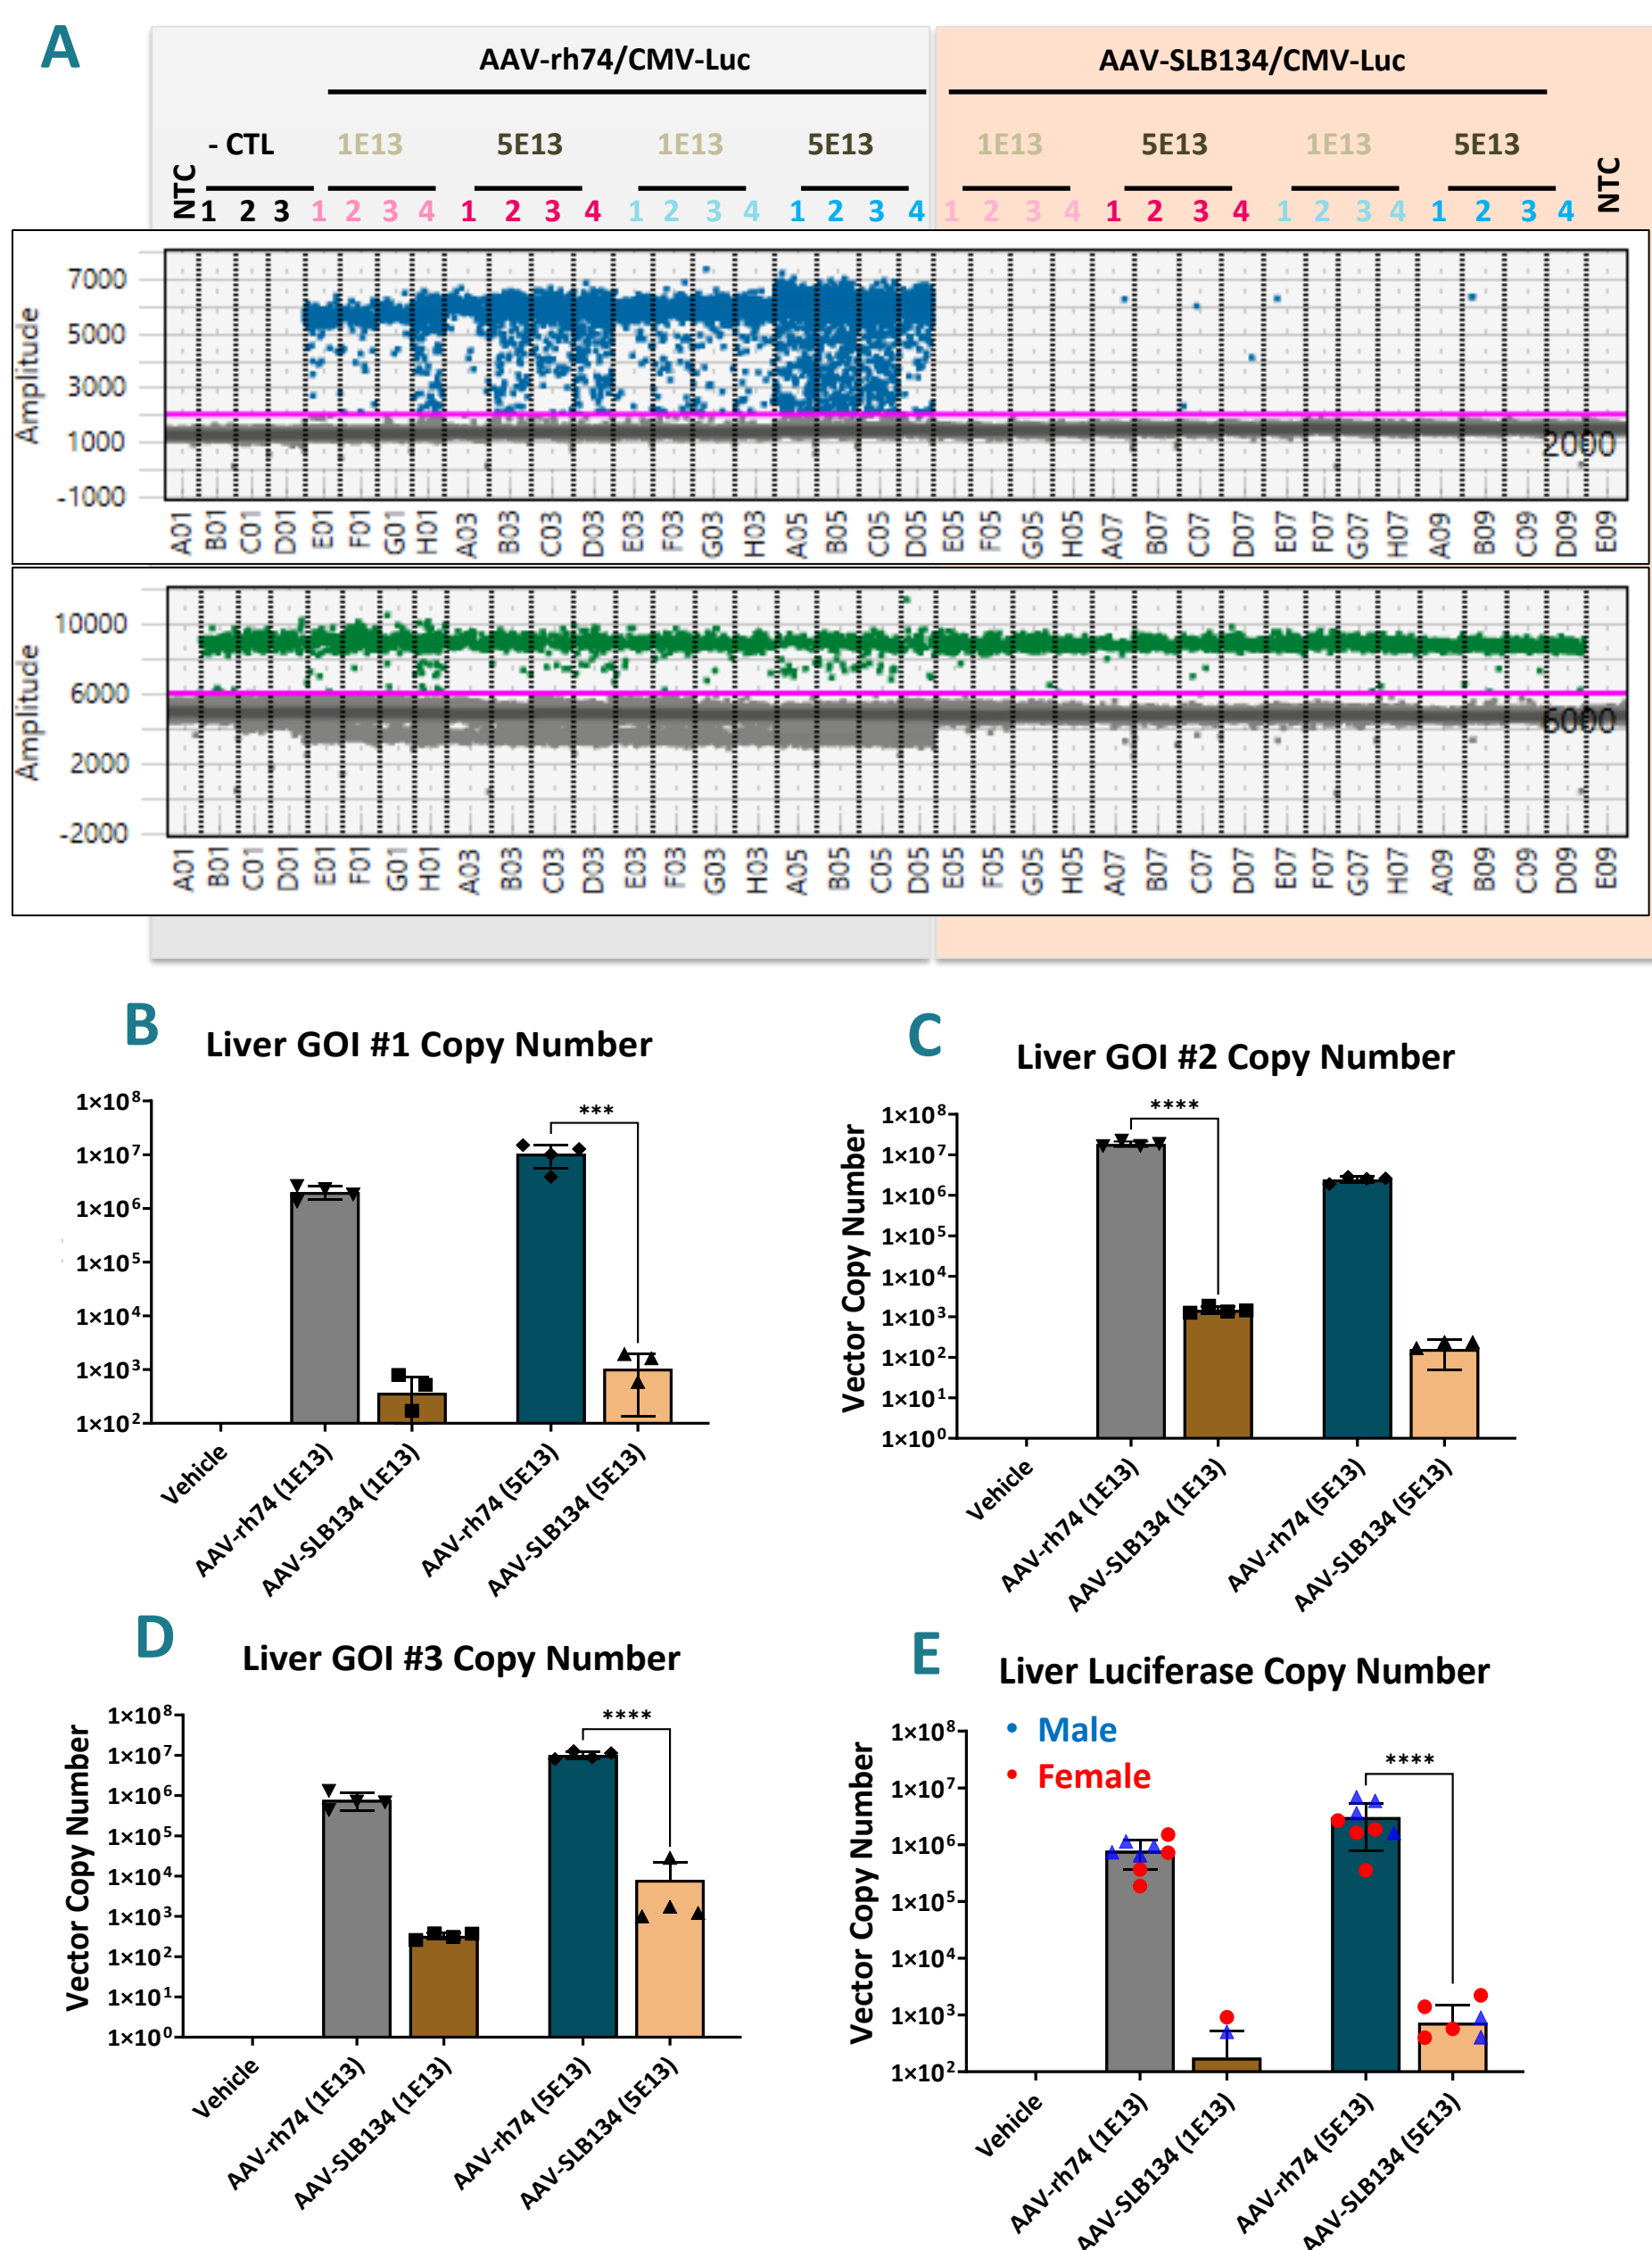 A
AAV-rh74/CMV-Luc AAV-SLB134/CMV-Luc
- CTL 1E13 5E13 1E13 5E13 1E13 5E13 1E13 5E13
NTC 1 2 3 1 2 3 4 1 2 3 4 1 2 3 4 1 2 3 4 1 2 3 4 1 2 3 4 1 2 3 4 1 2 3 4 NTC
Amplitude
7000
5000
3000
1000
-1000
2000
A01 B01 C01 D01 E01 F01 G01 H01 A03 B03 C03 D03 E03 F03 G03 H03 A05 B05 C05 D05 E05 F05 G05 H05 A07 B07 C07 D07 E07 F07 G07 H07 A09 B09 C09 D09 E09
Amplitude
10000
6000
2000
-2000
6000
A01 B01 C01 D01 E01 F01 G01 H01 A03 B03 C03 D03 E03 F03 G03 H03 A05 B05 C05 D05 E05 F05 G05 H05 A07 B07 C07 D07 E07 F07 G07 H07 A09 B09 C09 D09 E09
B
Liver GOI #1 Copy Number
1×10⁸
1×10⁷
1×10⁶
1×10⁵
1×10⁴
1×10³
1×10²
***
Vehicle
AAV-rh74 (1E13)
AAV-SLB134 (1E13)
AAV-rh74 (5E13)
AAV-SLB134 (5E13)
C
Liver GOI #2 Copy Number
Vector Copy Number
1×10⁸
1×10⁷
1×10⁶
1×10⁵
1×10⁴
1×10³
1×10²
1×10¹
1×10⁰
****
Vehicle
AAV-rh74 (1E13)
AAV-SLB134 (1E13)
AAV-rh74 (5E13)
AAV-SLB134 (5E13)
D
Liver GOI #3 Copy Number
Vector Copy Number
1×10⁸
1×10⁷
1×10⁶
1×10⁵
1×10⁴
1×10³
1×10²
1×10¹
1×10⁰
****
Vehicle
AAV-rh74 (1E13)
AAV-SLB134 (1E13)
AAV-rh74 (5E13)
AAV-SLB134 (5E13)
E
Liver Luciferase Copy Number
Male
Female
Vector Copy Number
1×10⁸
1×10⁷
1×10⁶
1×10⁵
1×10⁴
1×10³
1×10²
****
Vehicle
AAV-rh74 (1E13)
AAV-SLB134 (1E13)
AAV-rh74 (5E13)
AAV-SLB134 (5E13)